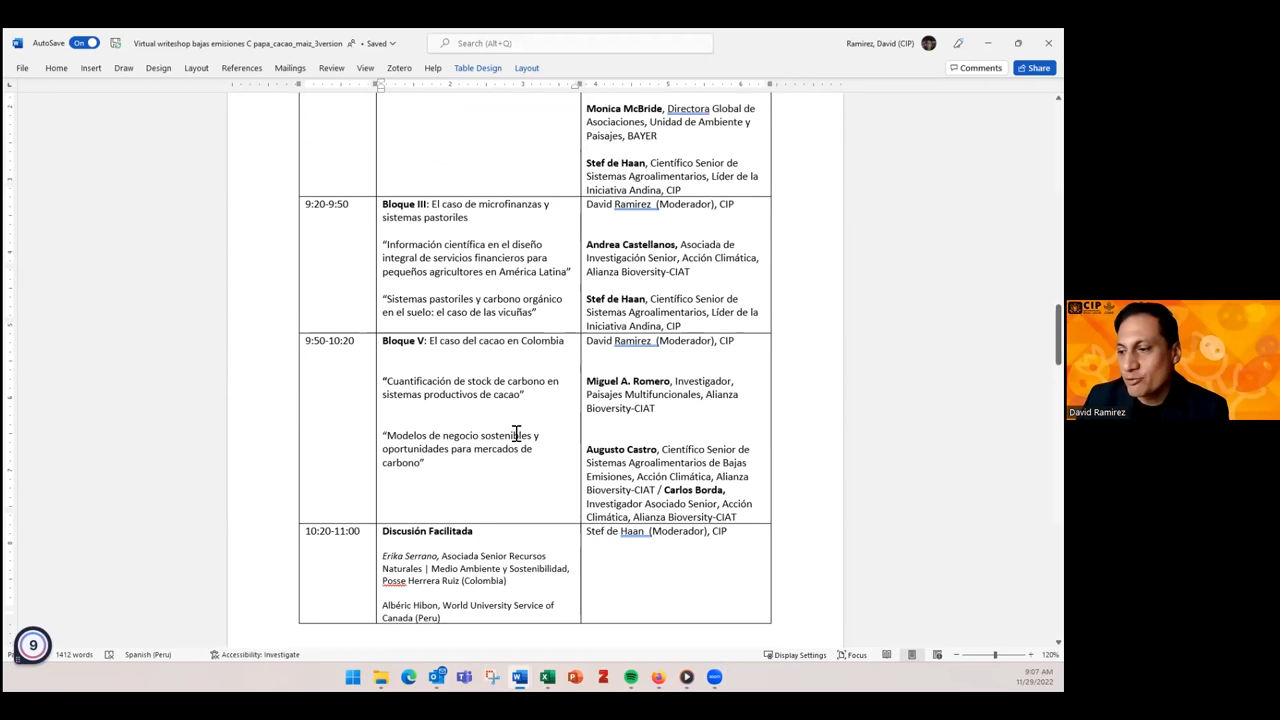 AutoSave
On
Virtual writeshop bajas emisiones C papa_cacao_maiz_3version
• Saved
Search (Alt+Q)
Ramirez, David (CIP)
File
Home
Insert
Draw
Design
Layout
References
Mailings
Review
View
Zotero
Help
Table Design
Layout
Comments
Share
2
3
4
5
6
Monica McBride, Directora Global de
Asociaciones, Unidad de Ambiente y
Paisajes, BAYER
Stef de Haan, Científico Senior de
Sistemas Agroalimentarios, Líder de la
Iniciativa Andina, CIP
9:20-9:50
Bloque III: El caso de microfinanzas y
sistemas pastoriles
“Información científica en el diseño
integral de servicios financieros para
pequeños agricultores en América Latina”
“Sistemas pastoriles y carbono orgánico
en el suelo: el caso de las vicuñas”
David Ramirez (Moderador), CIP
Andrea Castellanos, Asociada de
Investigación Senior, Acción Climática,
Alianza Bioversity-CIAT
Stef de Haan, Científico Senior de
Sistemas Agroalimentarios, Líder de la
Iniciativa Andina, CIP
9:50-10:20
Bloque V: El caso del cacao en Colombia
“Cuantificación de stock de carbono en
sistemas productivos de cacao”
“Modelos de negocio sostenibles y
oportunidades para mercados de
carbono”
David Ramirez (Moderador), CIP
Miguel A. Romero, Investigador,
Paisajes Multifuncionales, Alianza
Bioversity-CIAT
Augusto Castro, Científico Senior de
Sistemas Agroalimentarios de Bajas
Emisiones, Acción Climática, Alianza
Bioversity-CIAT / Carlos Borda,
Investigador Asociado Senior, Acción
Climática, Alianza Bioversity-CIAT
10:20-11:00
Discusión Facilitada
Erika Serrano, Asociada Senior Recursos
Naturales | Medio Ambiente y Sostenibilidad,
Posse Herrera Ruiz (Colombia)
Albéric Hibon, World University Service of
Canada (Peru)
Stef de Haan (Moderador), CIP
CIP
David Ramirez
9
1412 words
Spanish (Peru)
Accessibility: Investigate
Display Settings
Focus
120%
9:07 AM
11/29/2022